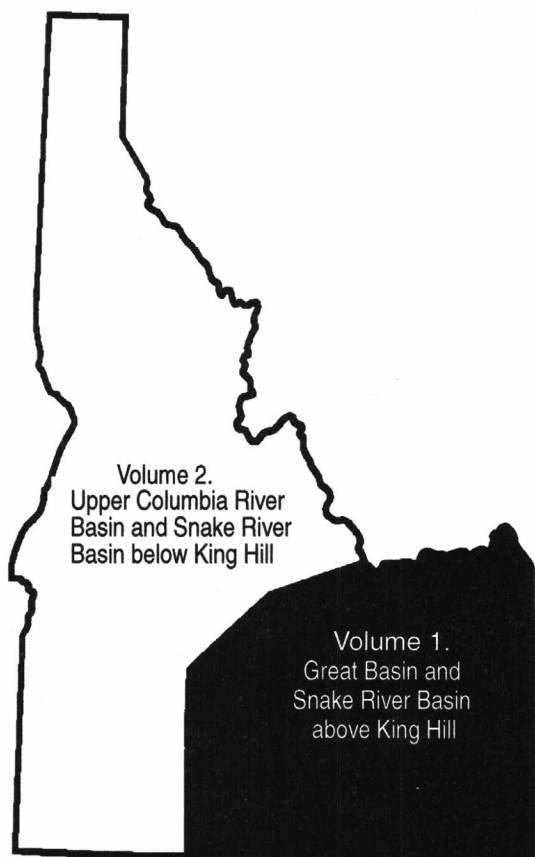 Volume 2.
Upper Columbia River
Basin and Snake River
Basin below King Hill
Volume 1.
Great Basin and
Snake River Basin
above King Hill